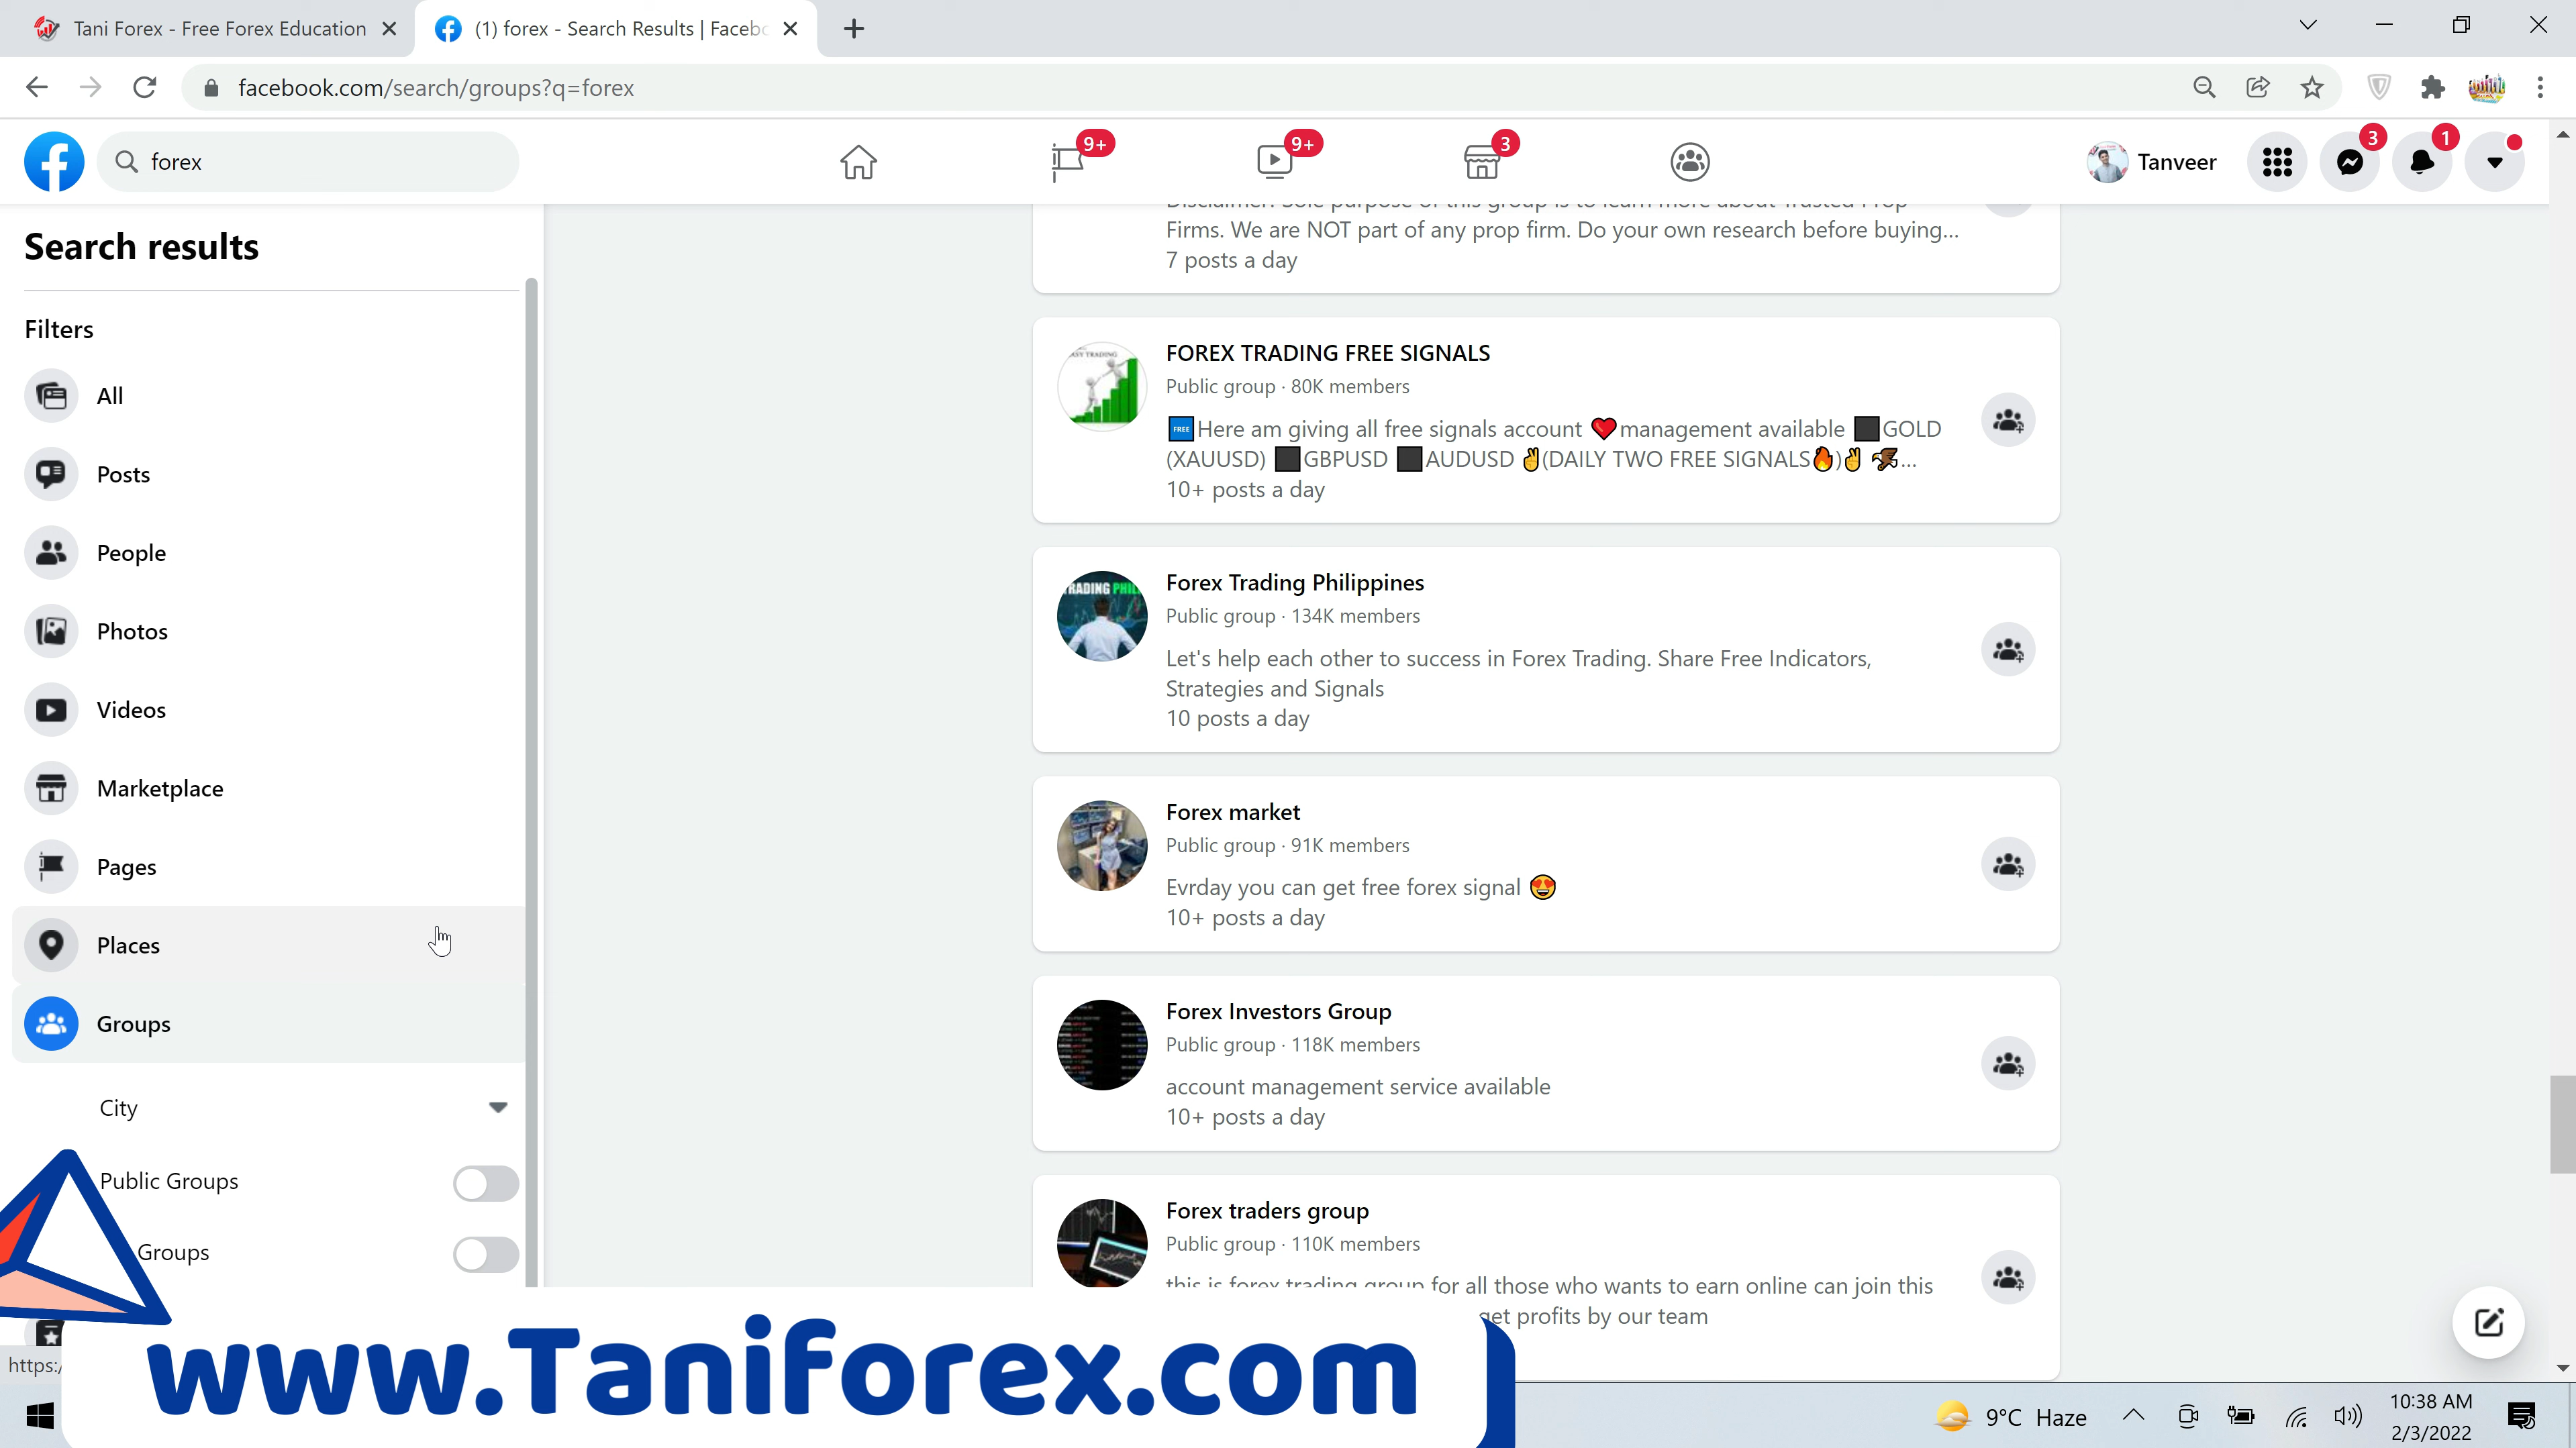 Tani Forex - Free Forex Education
(1) forex - Search Results | Facebo
facebook.com/search/groups?q=forex
forex
9+
9+
3
Tanveer
3
1
Search results
Filters
All
Posts
People
Photos
Videos
Marketplace
Pages
Places
Groups
City
Public Groups
Groups
https:/
Firms. We are NOT part of any prop firm. Do your own research before buying...
7 posts a day
FOREX TRADING FREE SIGNALS
Public group · 80K members
🆓Here am giving all free signals account ❤️management available ⬛GOLD
(XAUUSD) ⬛GBPUSD ⬛AUDUSD ✌(DAILY TWO FREE SIGNALS🔥)✌ 🦅...
10+ posts a day
Forex Trading Philippines
Public group · 134K members
Let's help each other to success in Forex Trading. Share Free Indicators,
Strategies and Signals
10 posts a day
Forex market
Public group · 91K members
Evrday you can get free forex signal 😍
10+ posts a day
Forex Investors Group
Public group · 118K members
account management service available
10+ posts a day
Forex traders group
Public group · 110K members
this is forex trading group for all those who wants to earn online can join this
get profits by our team
www.Taniforex.com
9°C Haze
10:38 AM
2/3/2022